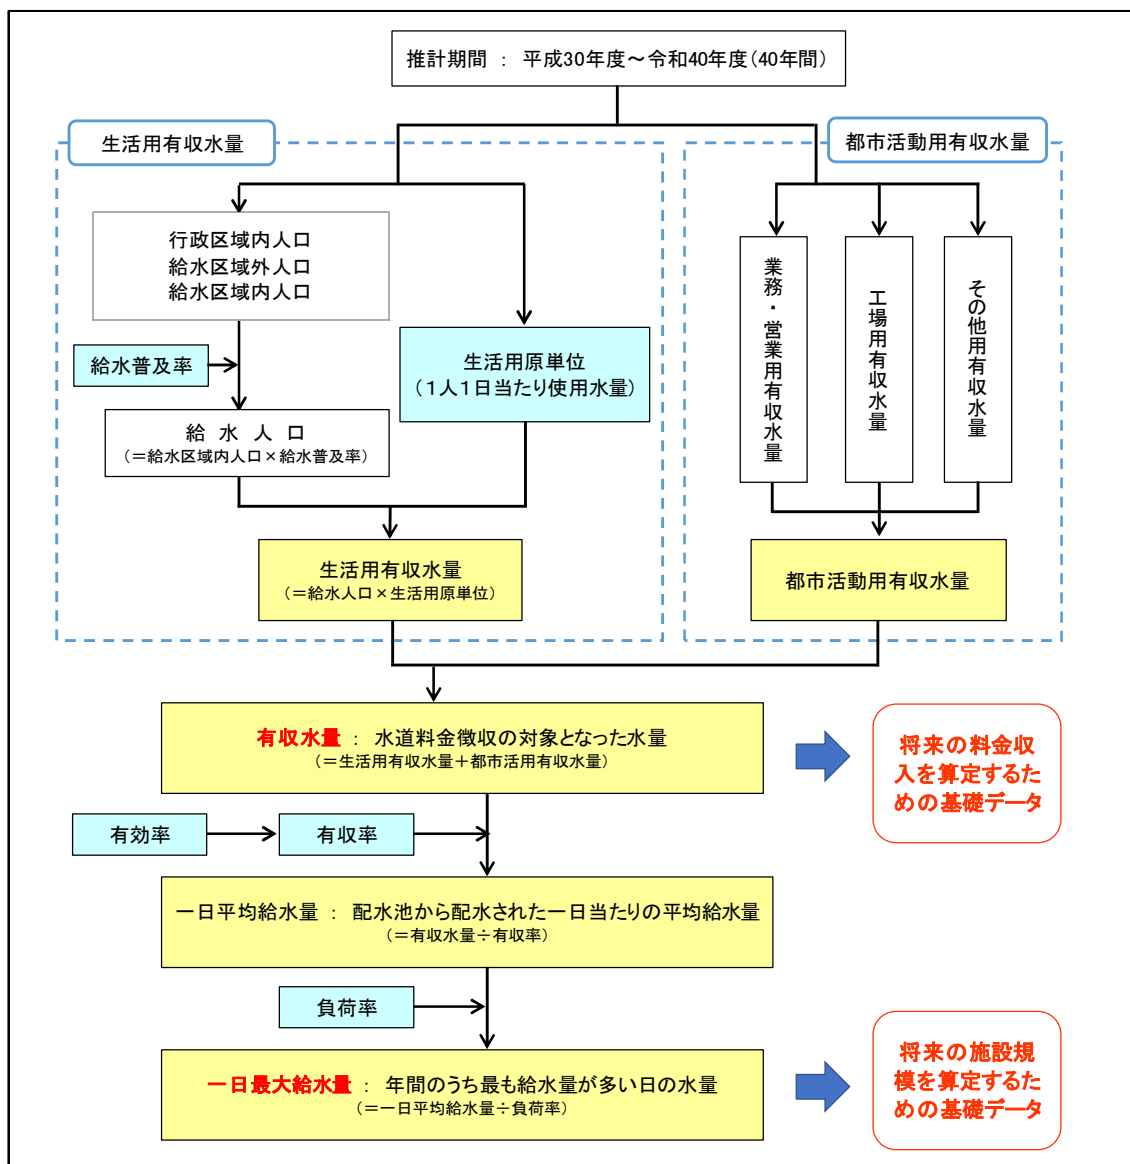 推計期間 ： 平成30年度～令和40年度（40年間）
生活用有収水量
都市活動用有収水量
行政区域内人口
給水区域外人口
給水区域内人口
給水普及率
生活用原単位
（１人１日当たり使用水量）
給 水 人 口
（＝給水区域内人口×給水普及率）
業務・営業用有収水量
工場用有収水量
その他用有収水量
生活用有収水量
（＝給水人口×生活用原単位）
都市活動用有収水量
有収水量 ： 水道料金徴収の対象となった水量
（＝生活用有収水量＋都市活用有収水量）
将来の料金収
入を算定するた
めの基礎データ
有効率
有収率
一日平均給水量 ： 配水池から配水された一日当たりの平均給水量
（＝有収水量÷有収率）
負荷率
一日最大給水量 ： 年間のうち最も給水量が多い日の水量
（＝一日平均給水量÷負荷率）
将来の施設規
模を算定するた
めの基礎データ